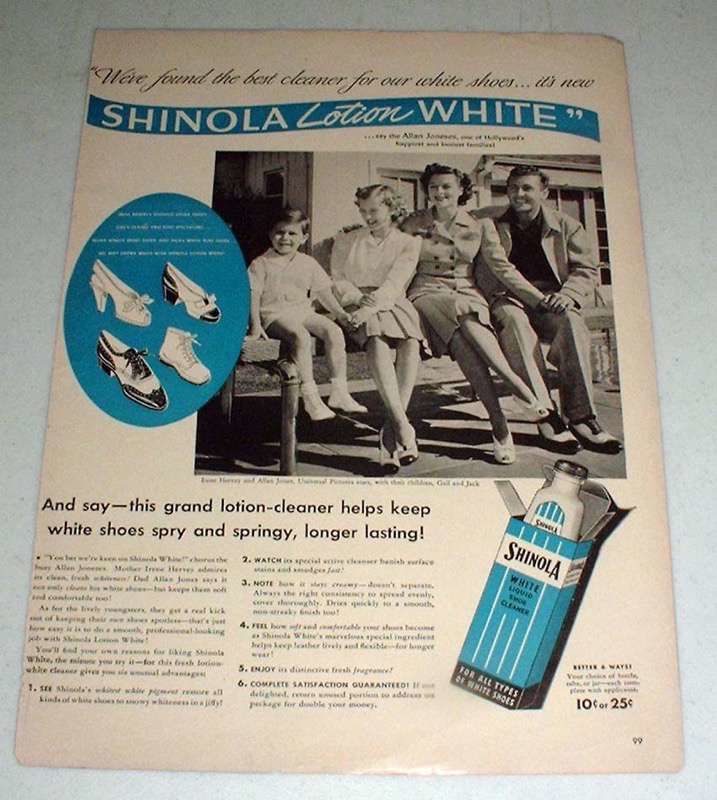 "We've found the best cleaner for our white shoes... it's new
SHINOLA Lotion WHITE"
...say the Allan Joneses, one of Hollywood's
happiest and busiest families!
Irene Hervey and Allan Jones, Universal Pictures stars, with their children, Gail and Jack
And say—this grand lotion-cleaner helps keep
white shoes spry and springy, longer lasting!
• "You bet we're keen on Shinola White!" chorus the
busy Allan Joneses. Mother Irene Hervey admires
its clean, fresh whiteness! Dad Allan Jones says it
not only cleans his white shoes—but keeps them soft
and comfortable too!
As for the lively youngsters, they get a real kick
out of keeping their own shoes spotless—that's just
how easy it is to do a smooth, professional-looking
job with Shinola Lotion White!
You'll find your own reasons for liking Shinola
White, the minute you try it—for this fresh lotion-
white cleaner gives you six unusual advantages:
1. SEE Shinola's whitest white pigment restore all
kinds of white shoes to snowy whiteness in a jiffy!
2. WATCH its special active cleanser banish surface
stains and smudges fast!
3. NOTE how it stays creamy—doesn't separate.
Always the right consistency to spread evenly,
cover thoroughly. Dries quickly to a smooth,
non-streaky finish too!
4. FEEL how soft and comfortable your shoes become
as Shinola White's marvelous special ingredient
helps keep leather lively and flexible—for longer
wear!
5. ENJOY its distinctive fresh fragrance!
6. COMPLETE SATISFACTION GUARANTEED! If not
delighted, return unused portion to address on
package for double your money.
SHINOLA
SHINOLA
WHITE
LIQUID
SHOE
CLEANER
FOR ALL TYPES
OF WHITE SHOES
BETTER 6 WAYS!
Your choice of bottle,
tube, or jar—each com-
plete with applicator.
10¢ or 25¢
99